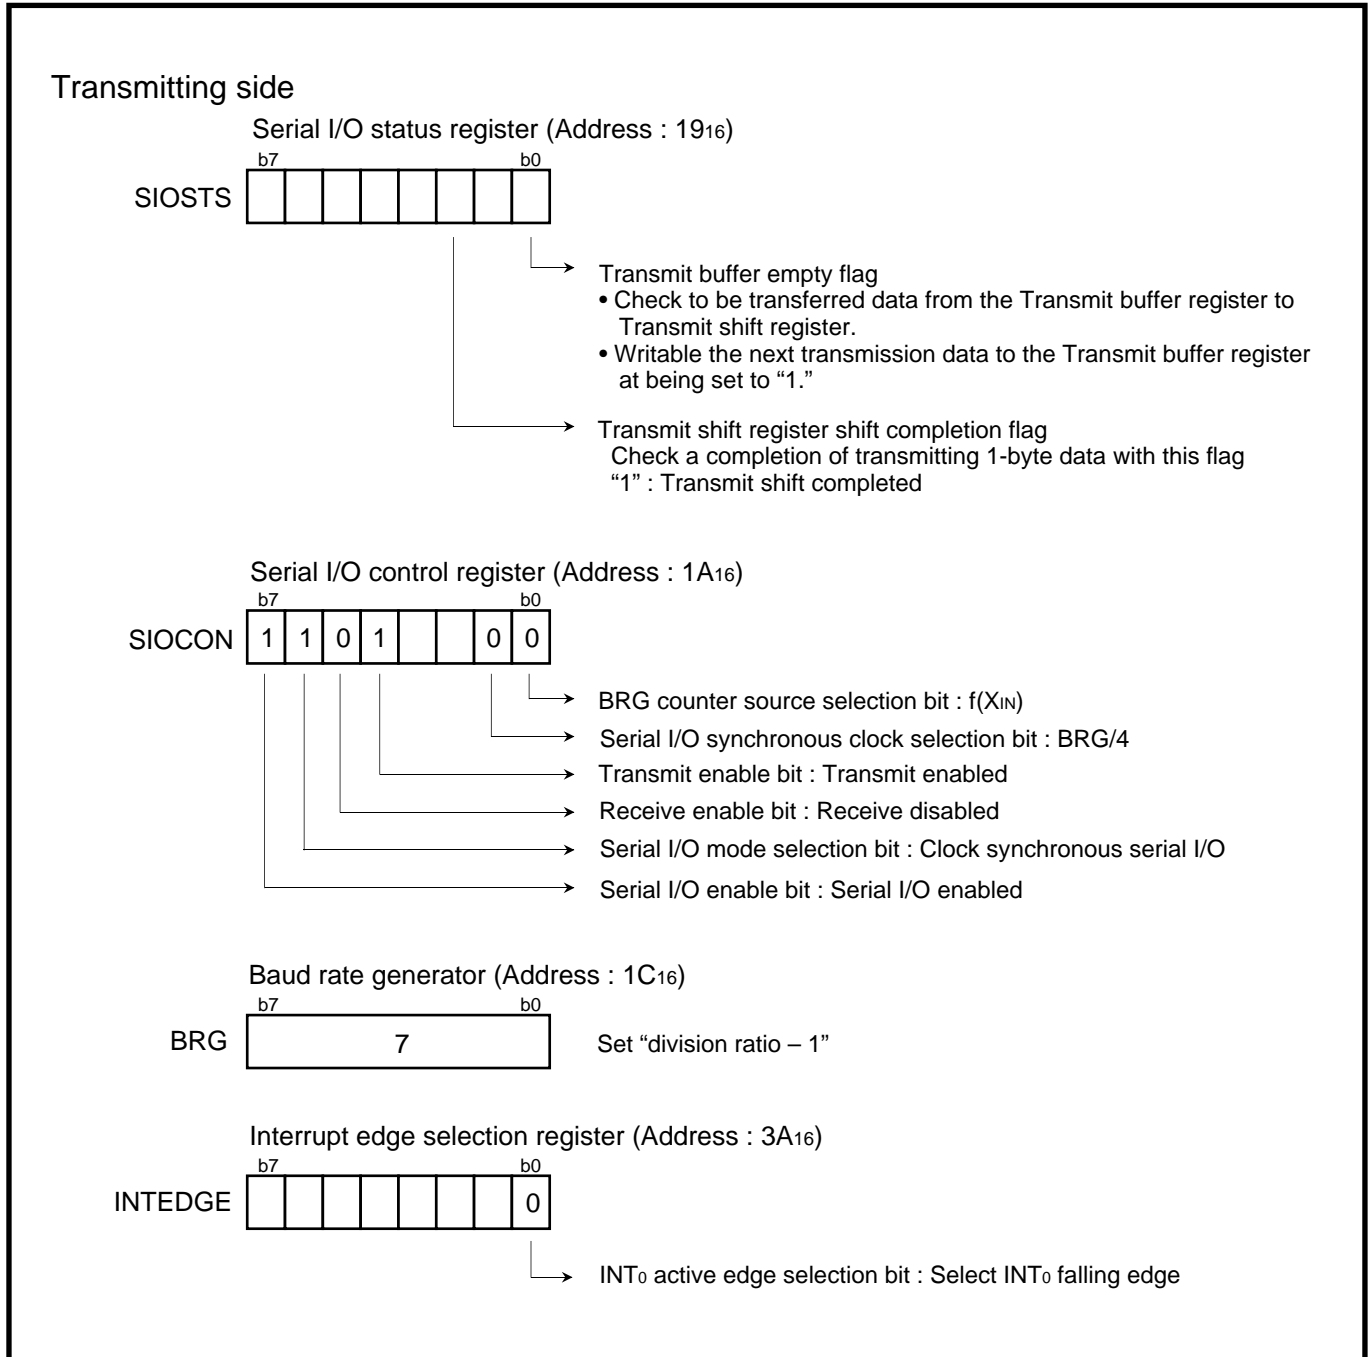 Transmitting side
Serial I/O status register (Address : 1916)
b7 b0
SIOSTS
Transmit buffer empty flag
• Check to be transferred data from the Transmit buffer register to
Transmit shift register.
• Writable the next transmission data to the Transmit buffer register
at being set to “1.”
Transmit shift register shift completion flag
Check a completion of transmitting 1-byte data with this flag
“1” : Transmit shift completed
Serial I/O control register (Address : 1A16)
b7 b0
SIOCON 1 1 0 1 0 0
BRG counter source selection bit : f(XIN)
Serial I/O synchronous clock selection bit : BRG/4
Transmit enable bit : Transmit enabled
Receive enable bit : Receive disabled
Serial I/O mode selection bit : Clock synchronous serial I/O
Serial I/O enable bit : Serial I/O enabled
Baud rate generator (Address : 1C16)
b7 b0
BRG 7 Set “division ratio – 1”
Interrupt edge selection register (Address : 3A16)
b7 b0
INTEDGE 0
INT0 active edge selection bit : Select INT0 falling edge